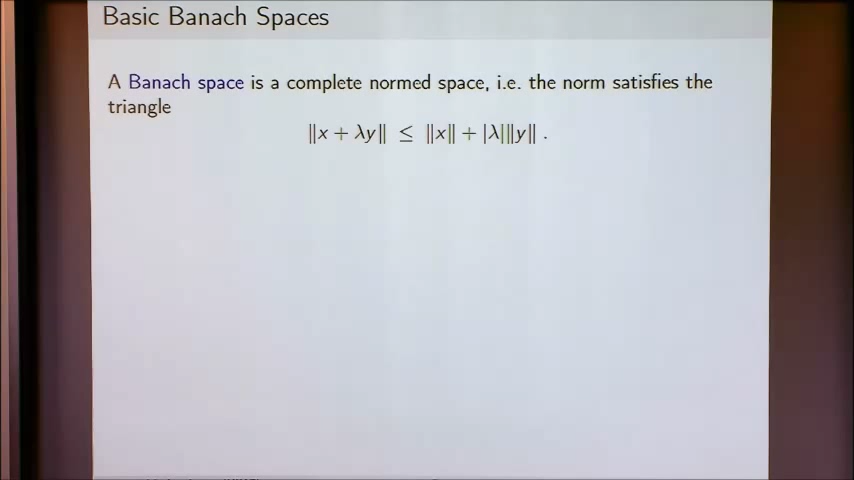 Basic Banach Spaces
A Banach space is a complete normed space, i.e. the norm satisfies the
triangle
‖x + λy‖ ≤ ‖x‖ + |λ|‖y‖ .